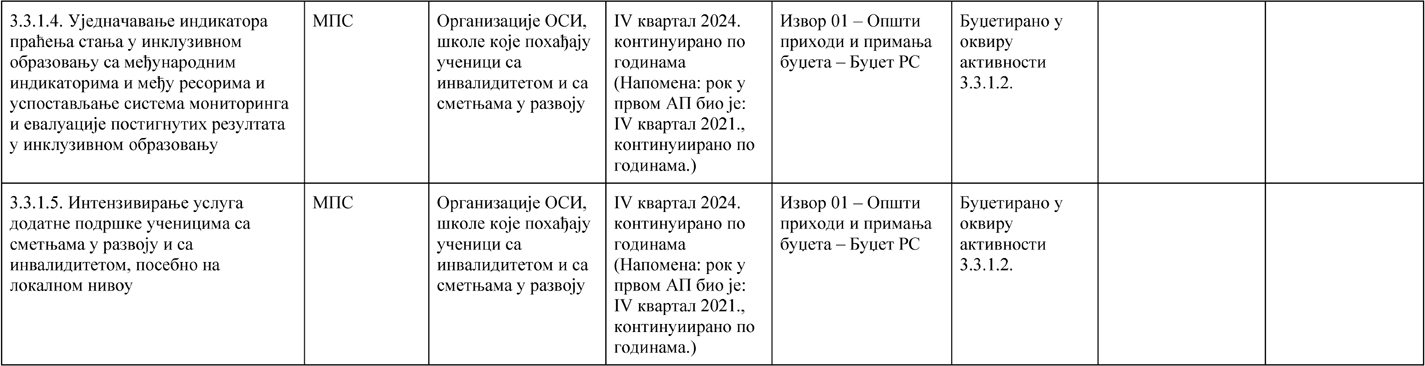 3.3.1.4. Уједначавање индикатора
праћења стања у инклузивном
образовању са међународним
индикаторима и међу ресорима и
успостављање система мониторинга
и евалуације постигнутих резултата
у инклузивном образовању
МПС
Организације ОСИ,
школе које похађају
ученици са
инвалидитетом и са
сметњама у развоју
IV квартал 2024.
континуирано по
годинама
(Напомена: рок у
првом АП био је:
IV квартал 2021.,
континуиирано по
годинама.)
Извор 01 – Општи
приходи и примања
буџета – Буџет РС
Буџетирано у
оквиру
активности
3.3.1.2.
3.3.1.5. Интензивирање услуга
додатне подршке ученицима са
сметњама у развоју и са
инвалидитетом, посебно на
локалном нивоу
МПС
Организације ОСИ,
школе које похађају
ученици са
инвалидитетом и са
сметњама у развоју
IV квартал 2024.
континуирано по
годинама
(Напомена: рок у
првом АП био је:
IV квартал 2021.,
континуиирано по
годинама.)
Извор 01 – Општи
приходи и примања
буџета – Буџет РС
Буџетирано у
оквиру
активности
3.3.1.2.